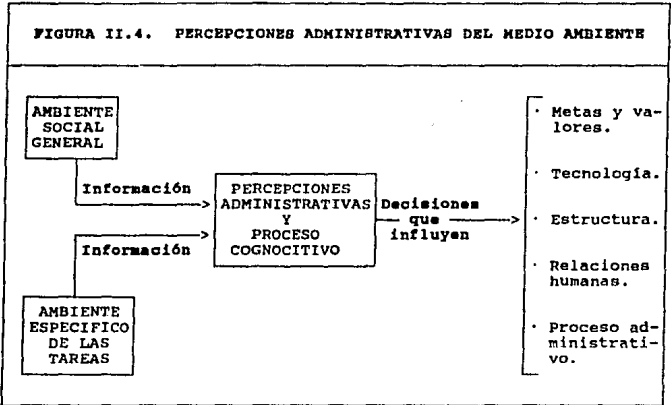 FIGURA II.4. PERCEPCIONES ADMINISTRATIVAS DEL MEDIO AMBIENTE
AMBIENTE
SOCIAL
GENERAL
Información
Información
AMBIENTE
ESPECIFICO
DE LAS
TAREAS
PERCEPCIONES
ADMINISTRATIVAS
Y
PROCESO
COGNOCITIVO
Decisiones
que
influyen
· Metas y va-
lores.
· Tecnología.
· Estructura.
· Relaciones
humanas.
· Proceso ad-
ministrati-
vo.